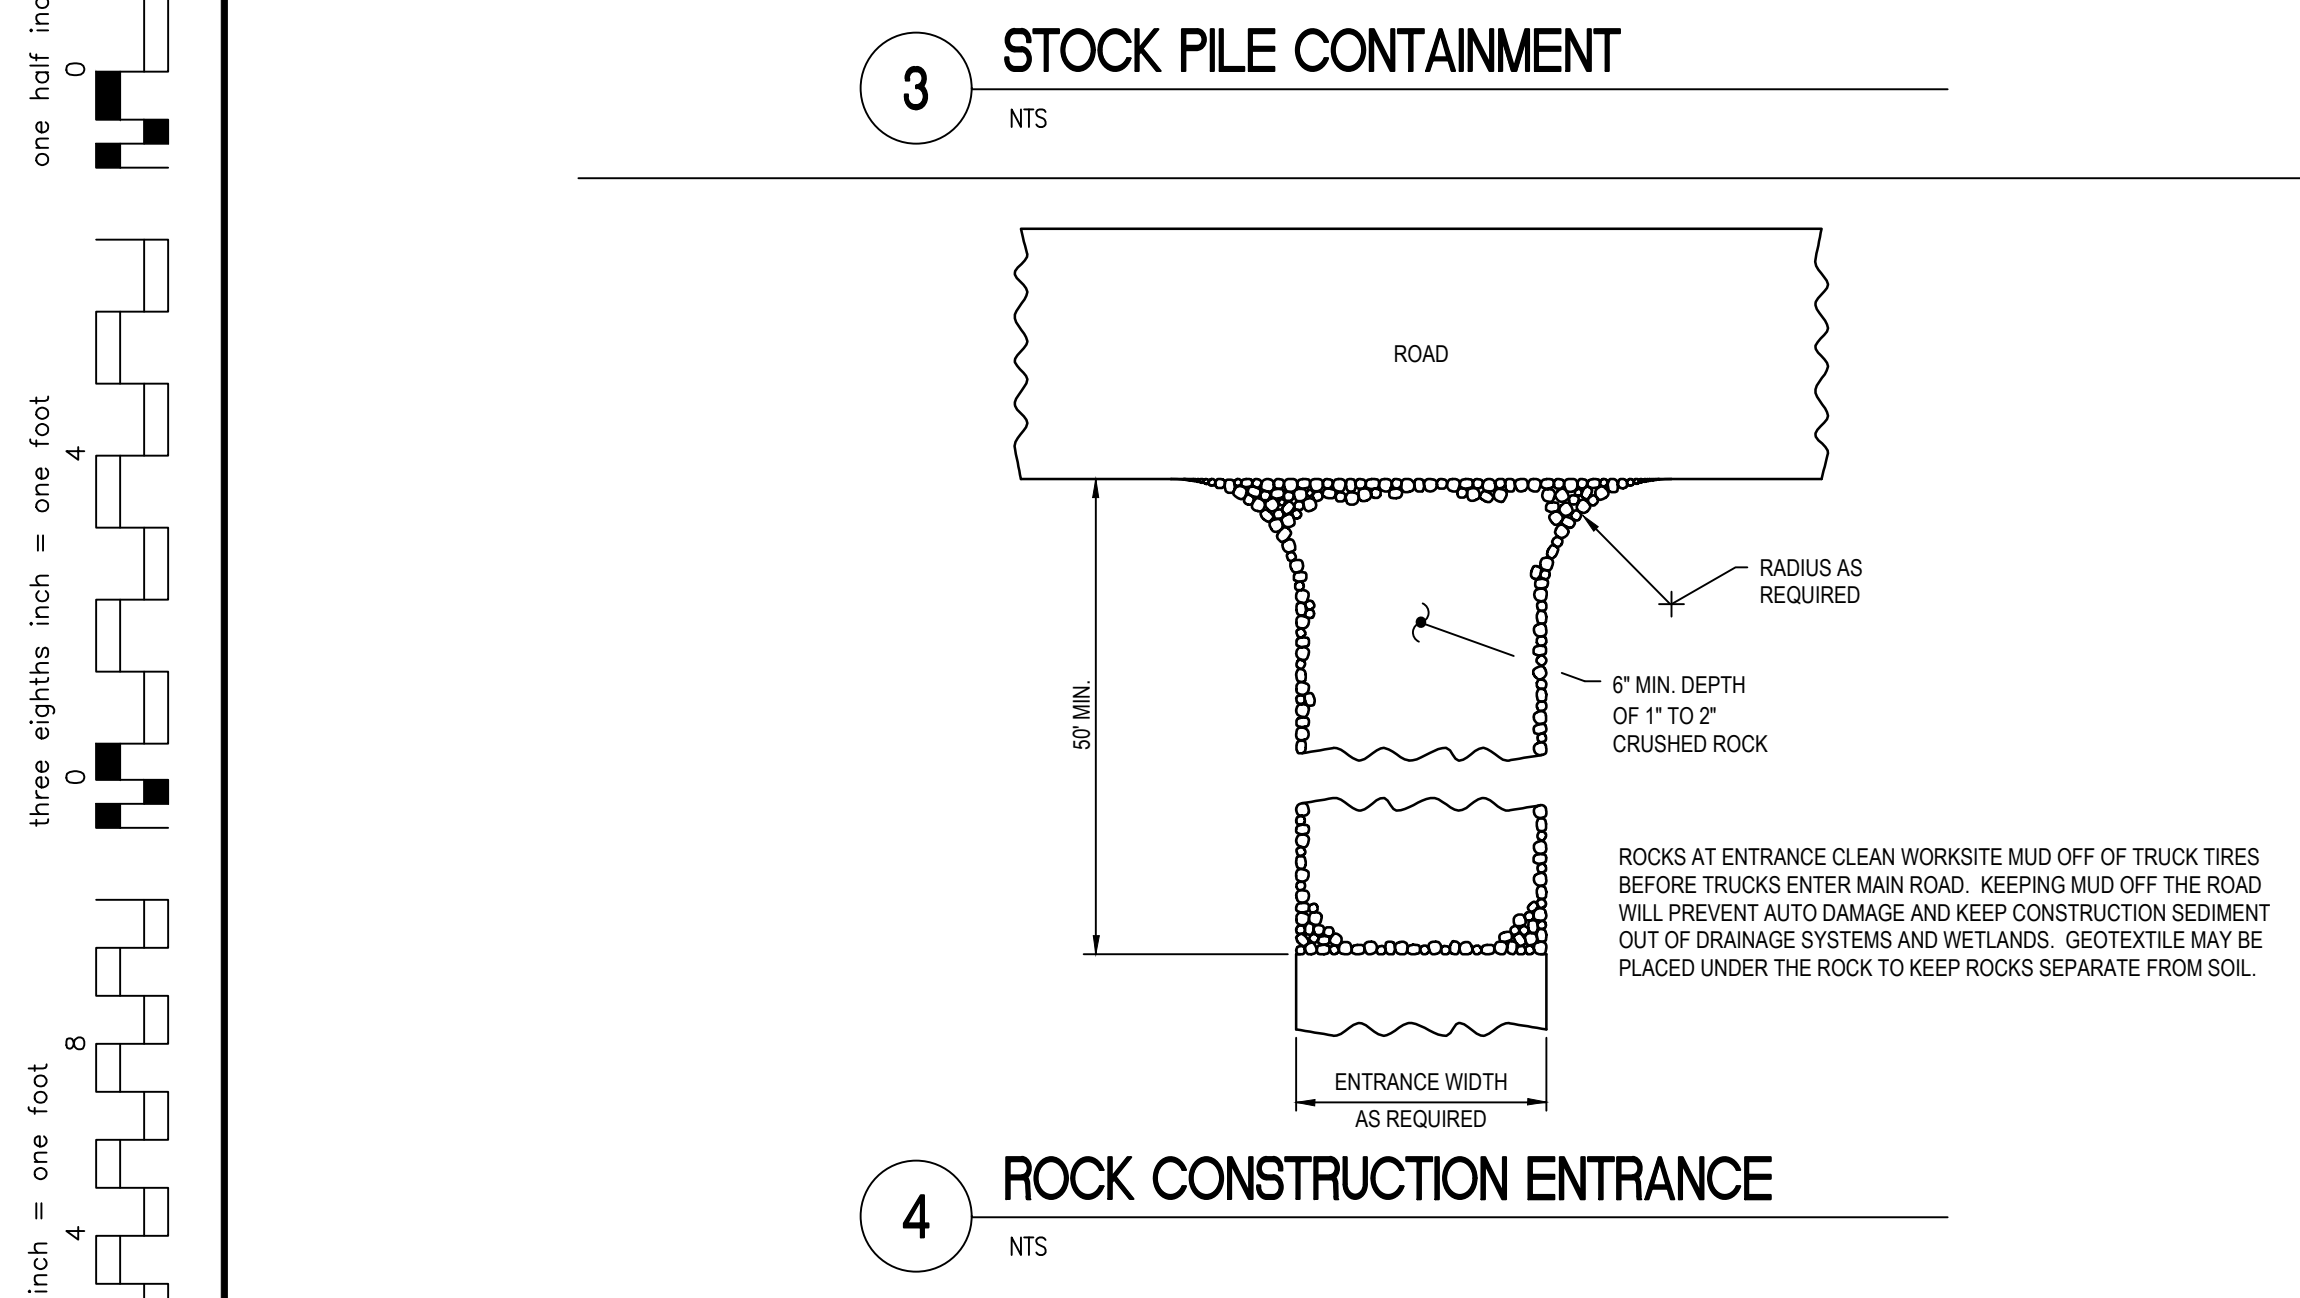 one half inc
0
three eighths inch = one foot
4
0
inch = one foot
8
4
3
STOCK PILE CONTAINMENT
NTS
ROAD
50' MIN.
RADIUS AS
REQUIRED
6" MIN. DEPTH
OF 1" TO 2"
CRUSHED ROCK
ROCKS AT ENTRANCE CLEAN WORKSITE MUD OFF OF TRUCK TIRES
BEFORE TRUCKS ENTER MAIN ROAD. KEEPING MUD OFF THE ROAD
WILL PREVENT AUTO DAMAGE AND KEEP CONSTRUCTION SEDIMENT
OUT OF DRAINAGE SYSTEMS AND WETLANDS. GEOTEXTILE MAY BE
PLACED UNDER THE ROCK TO KEEP ROCKS SEPARATE FROM SOIL.
ENTRANCE WIDTH
AS REQUIRED
4
ROCK CONSTRUCTION ENTRANCE
NTS